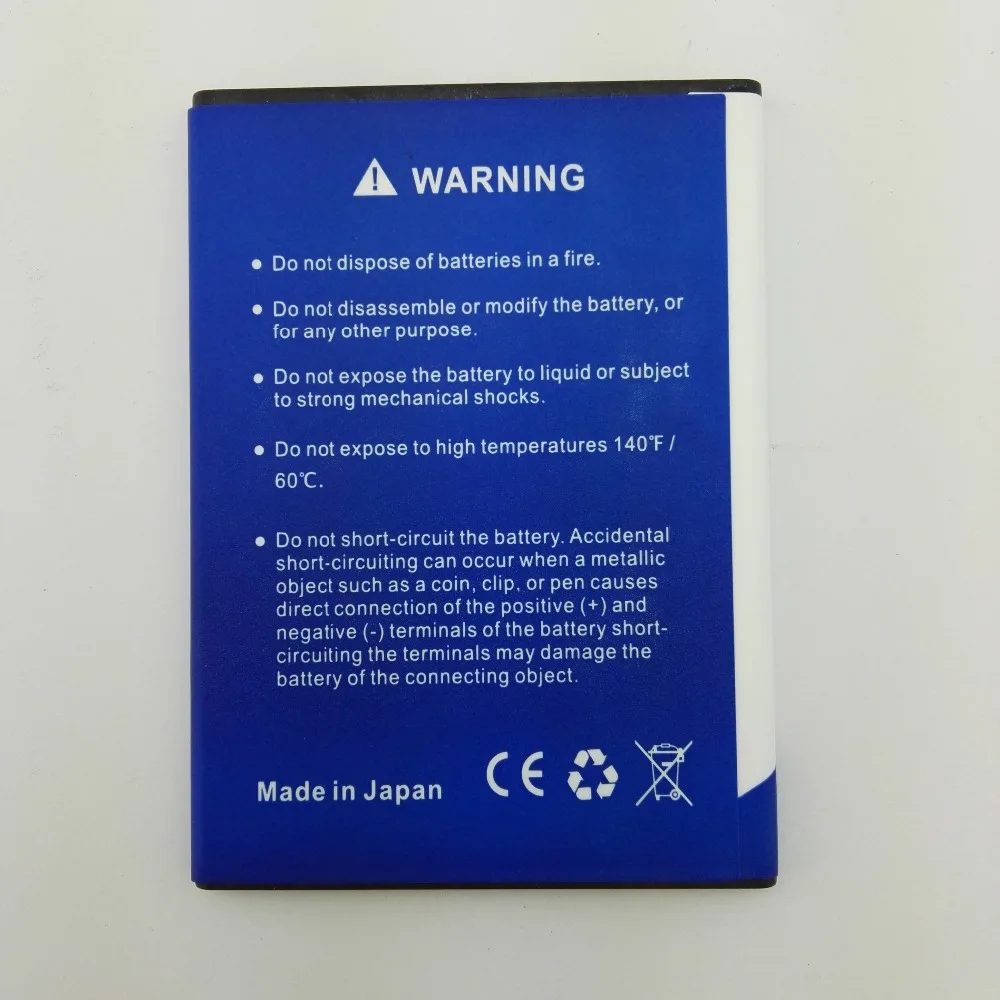 WARNING
• Do not dispose of batteries in a fire.
• Do not disassemble or modify the battery, or
for any other purpose.
• Do not expose the battery to liquid or subject
to strong mechanical shocks.
• Do not expose to high temperatures 140℉ /
60℃.
• Do not short-circuit the battery. Accidental
short-circuiting can occur when a metallic
object such as a coin, clip, or pen causes
direct connection of the positive (+) and
negative (-) terminals of the battery short-
circuiting the terminals may damage the
battery of the connecting object.
Made in Japan CE